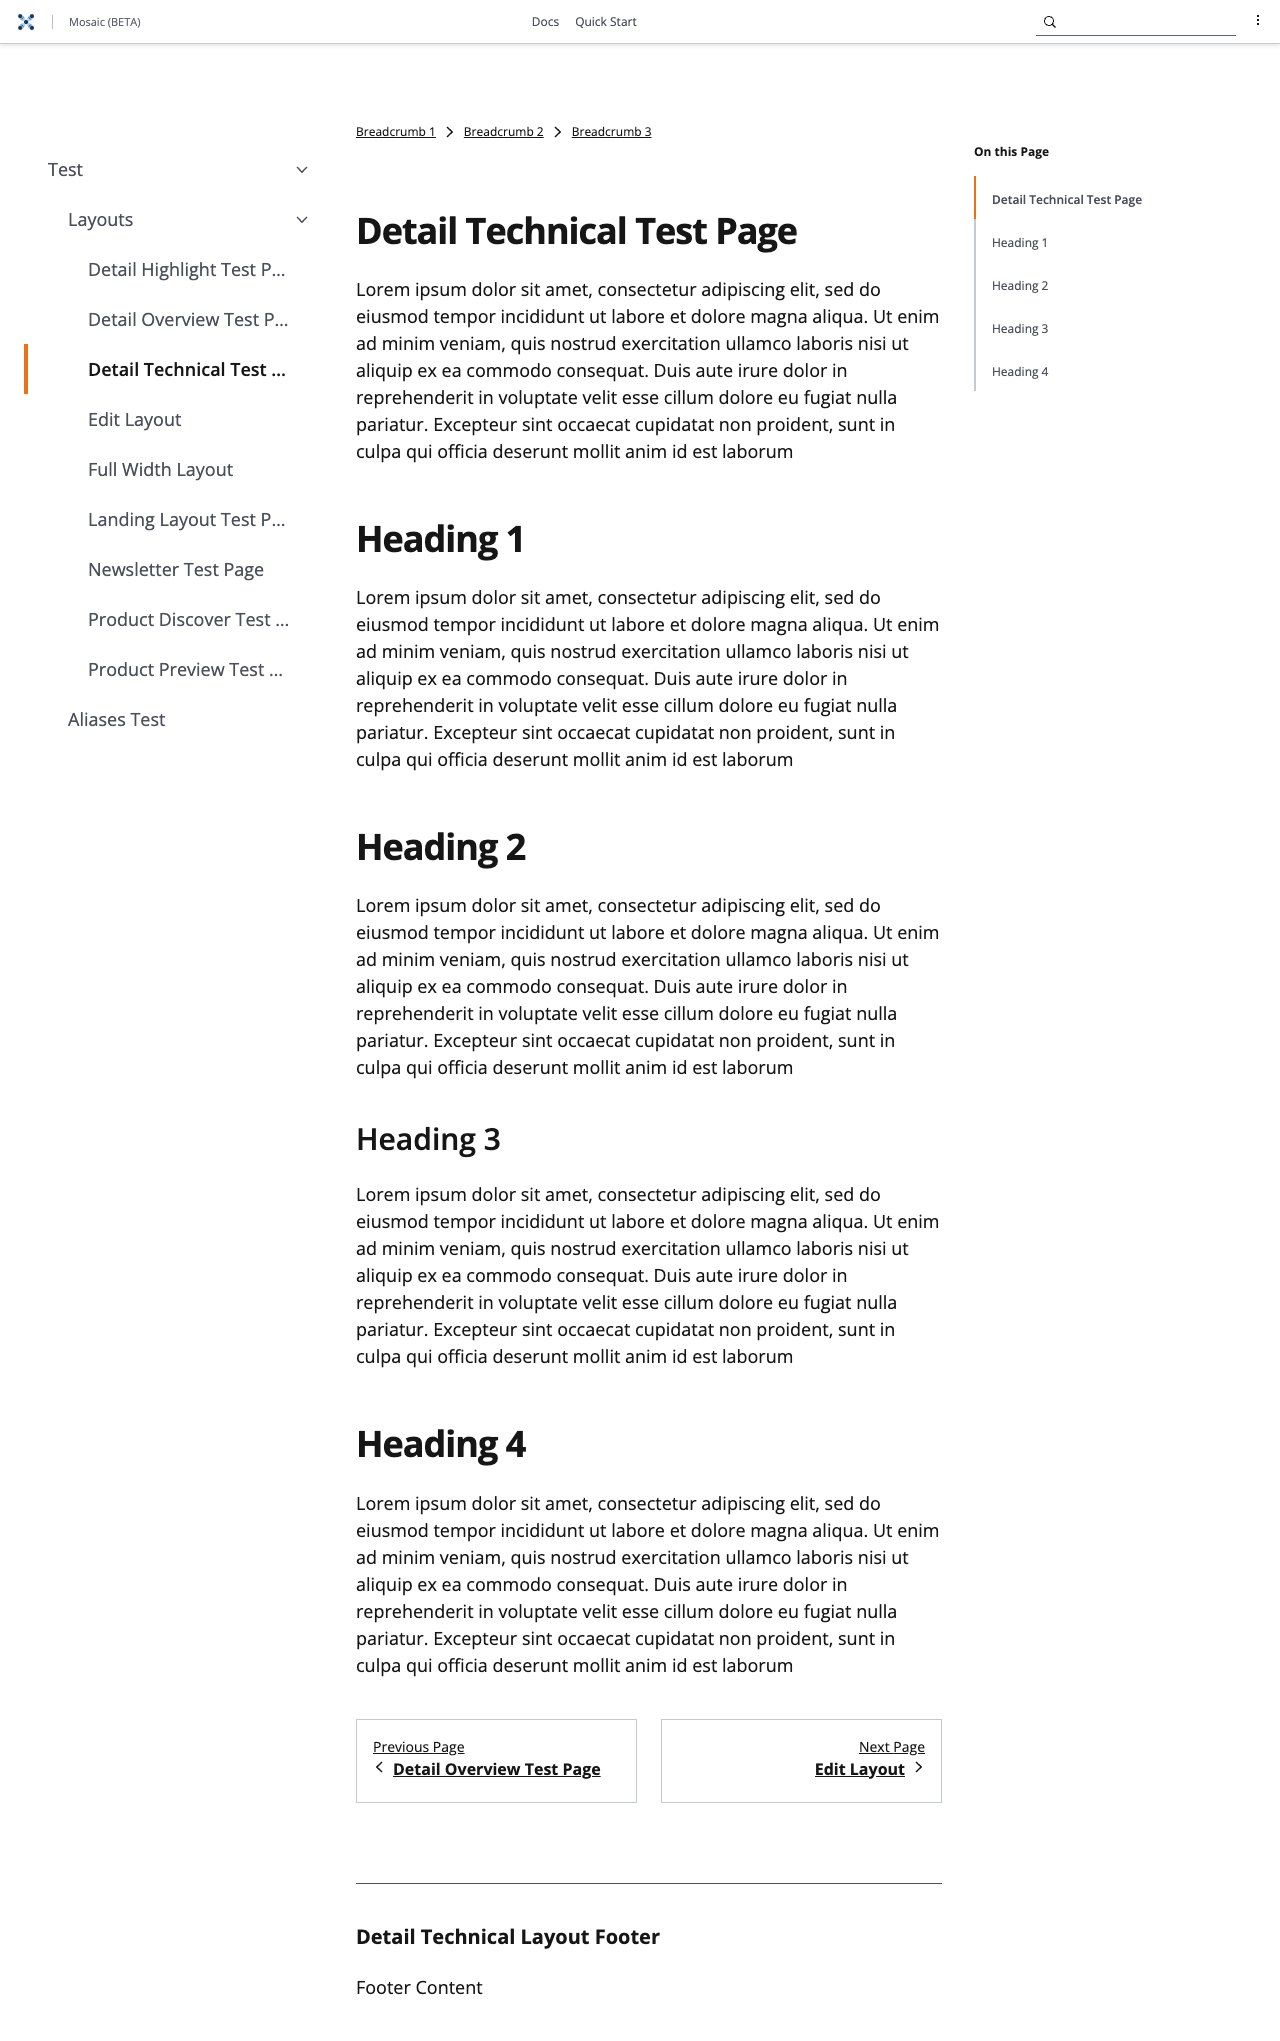 Mosaic (BETA)
Docs
Quick Start
Breadcrumb 1
Breadcrumb 2
Breadcrumb 3
Test
Layouts
Detail Highlight Test P...
Detail Overview Test P...
Detail Technical Test ...
Edit Layout
Full Width Layout
Landing Layout Test P...
Newsletter Test Page
Product Discover Test ...
Product Preview Test ...
Aliases Test
Detail Technical Test Page
Lorem ipsum dolor sit amet, consectetur adipiscing elit, sed do
eiusmod tempor incididunt ut labore et dolore magna aliqua. Ut enim
ad minim veniam, quis nostrud exercitation ullamco laboris nisi ut
aliquip ex ea commodo consequat. Duis aute irure dolor in
reprehenderit in voluptate velit esse cillum dolore eu fugiat nulla
pariatur. Excepteur sint occaecat cupidatat non proident, sunt in
culpa qui officia deserunt mollit anim id est laborum
Heading 1
Lorem ipsum dolor sit amet, consectetur adipiscing elit, sed do
eiusmod tempor incididunt ut labore et dolore magna aliqua. Ut enim
ad minim veniam, quis nostrud exercitation ullamco laboris nisi ut
aliquip ex ea commodo consequat. Duis aute irure dolor in
reprehenderit in voluptate velit esse cillum dolore eu fugiat nulla
pariatur. Excepteur sint occaecat cupidatat non proident, sunt in
culpa qui officia deserunt mollit anim id est laborum
Heading 2
Lorem ipsum dolor sit amet, consectetur adipiscing elit, sed do
eiusmod tempor incididunt ut labore et dolore magna aliqua. Ut enim
ad minim veniam, quis nostrud exercitation ullamco laboris nisi ut
aliquip ex ea commodo consequat. Duis aute irure dolor in
reprehenderit in voluptate velit esse cillum dolore eu fugiat nulla
pariatur. Excepteur sint occaecat cupidatat non proident, sunt in
culpa qui officia deserunt mollit anim id est laborum
Heading 3
Lorem ipsum dolor sit amet, consectetur adipiscing elit, sed do
eiusmod tempor incididunt ut labore et dolore magna aliqua. Ut enim
ad minim veniam, quis nostrud exercitation ullamco laboris nisi ut
aliquip ex ea commodo consequat. Duis aute irure dolor in
reprehenderit in voluptate velit esse cillum dolore eu fugiat nulla
pariatur. Excepteur sint occaecat cupidatat non proident, sunt in
culpa qui officia deserunt mollit anim id est laborum
Heading 4
Lorem ipsum dolor sit amet, consectetur adipiscing elit, sed do
eiusmod tempor incididunt ut labore et dolore magna aliqua. Ut enim
ad minim veniam, quis nostrud exercitation ullamco laboris nisi ut
aliquip ex ea commodo consequat. Duis aute irure dolor in
reprehenderit in voluptate velit esse cillum dolore eu fugiat nulla
pariatur. Excepteur sint occaecat cupidatat non proident, sunt in
culpa qui officia deserunt mollit anim id est laborum
Previous Page
Detail Overview Test Page
Next Page
Edit Layout
Detail Technical Layout Footer
Footer Content
On this Page
Detail Technical Test Page
Heading 1
Heading 2
Heading 3
Heading 4